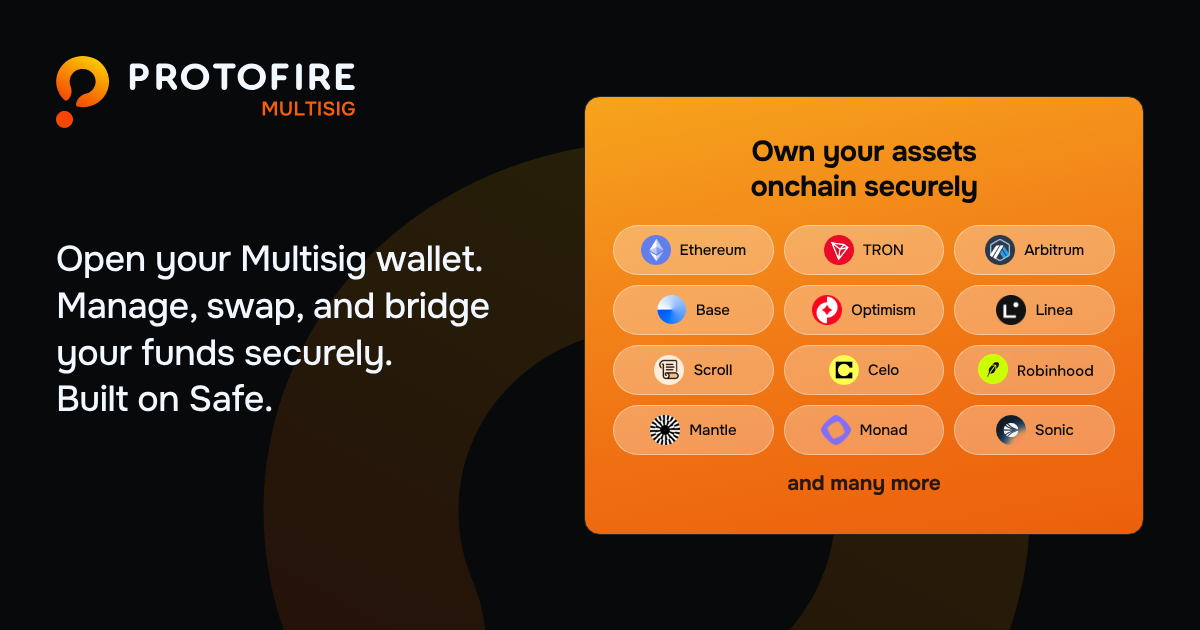 PROTOFIRE
MULTISIG
Open your Multisig wallet.
Manage, swap, and bridge
your funds securely.
Built on Safe.
Own your assets
onchain securely
Ethereum
TRON
Arbitrum
Base
Optimism
Linea
Scroll
Celo
Robinhood
Mantle
Monad
Sonic
and many more